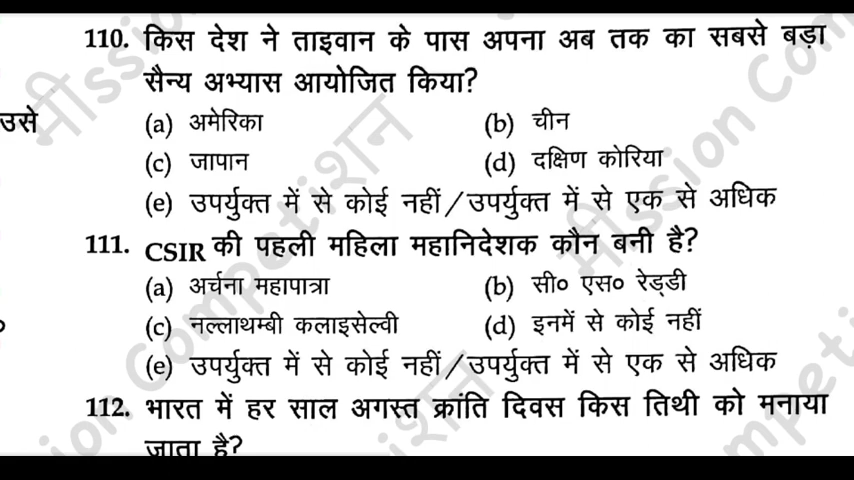 110. किस देश ने ताइवान के पास अपना अब तक का सबसे बड़ा
सैन्य अभ्यास आयोजित किया?
उसे
(a) अमेरिका (b) चीन
(c) जापान (d) दक्षिण कोरिया
(e) उपर्युक्त में से कोई नहीं/उपर्युक्त में से एक से अधिक
111. CSIR की पहली महिला महानिदेशक कौन बनी है?
(a) अर्चना महापात्रा (b) सी० एस० रेड्डी
(c) नल्लाथम्बी कलाइसेल्वी (d) इनमें से कोई नहीं
(e) उपर्युक्त में से कोई नहीं/उपर्युक्त में से एक से अधिक
112. भारत में हर साल अगस्त क्रांति दिवस किस तिथी को मनाया
जाता है?